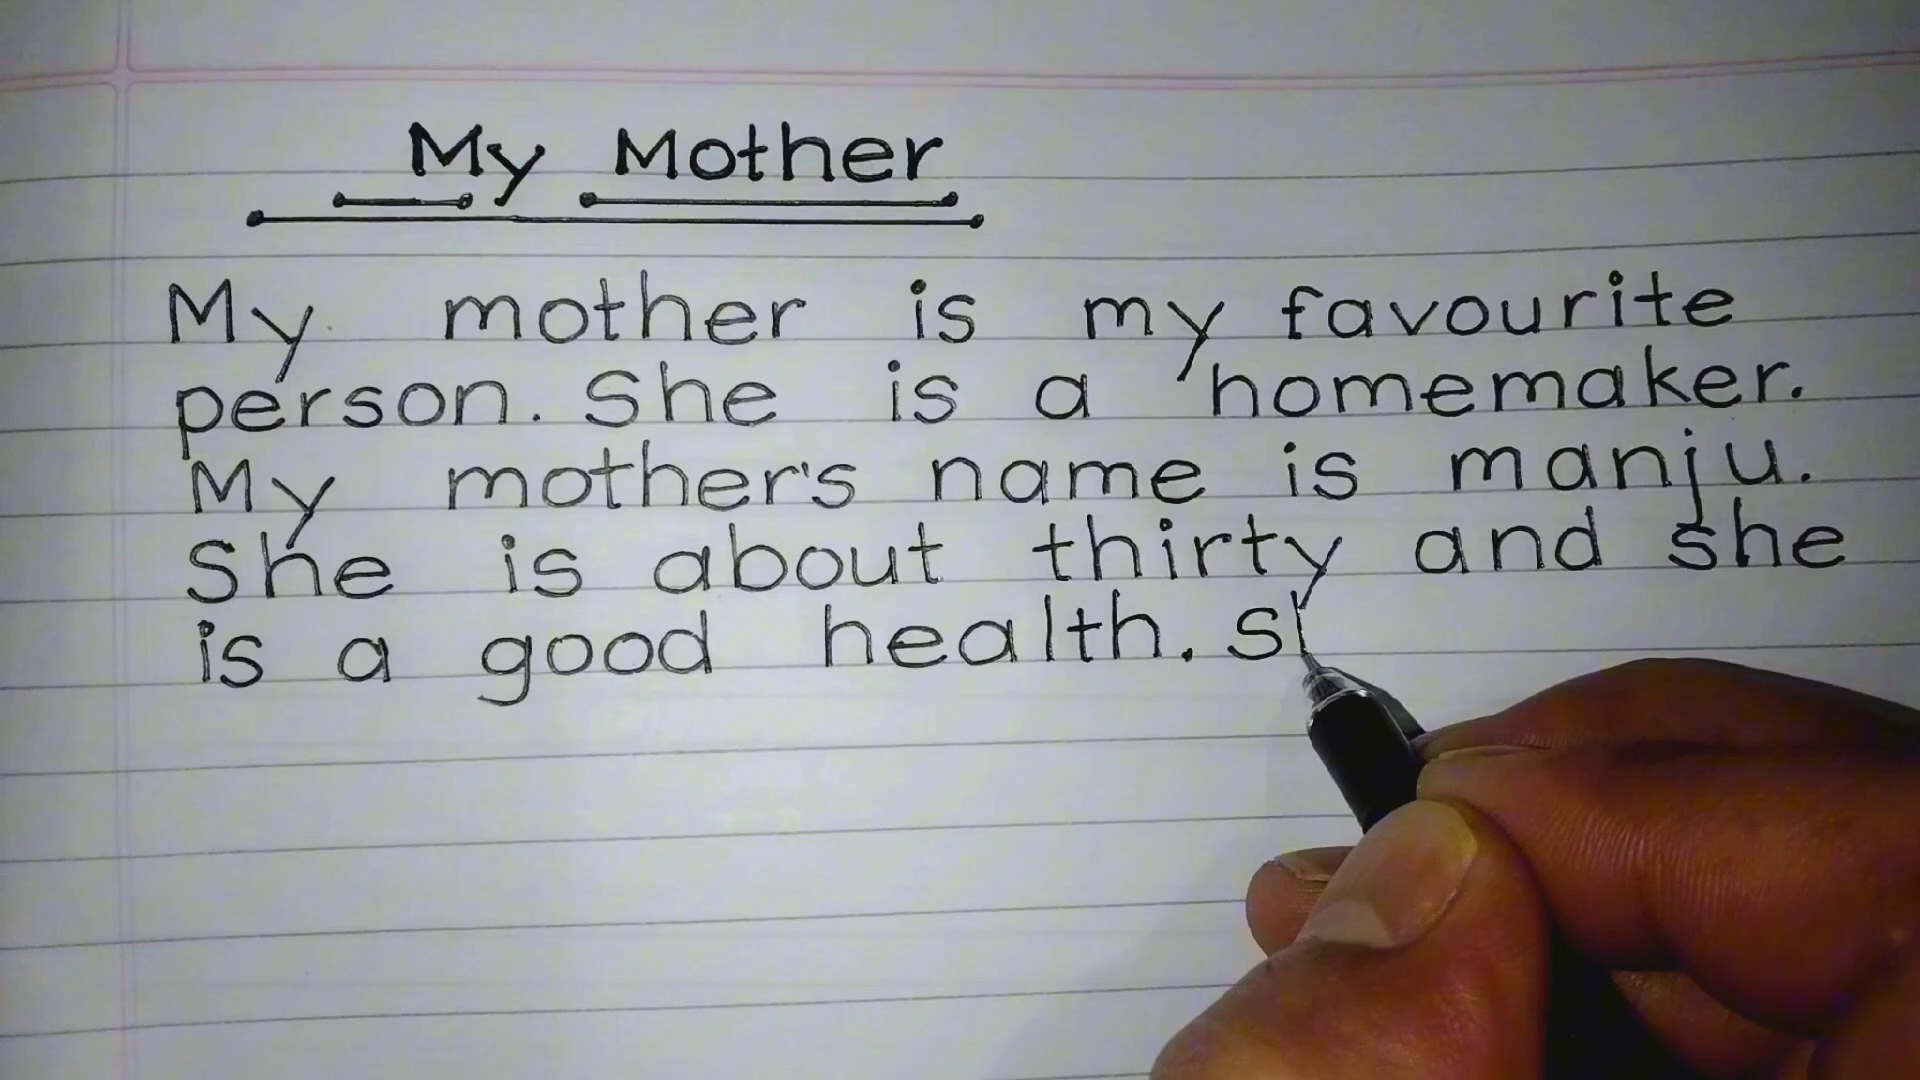 My Mother
My mother is my favourite
person. She is a homemaker.
My mother's name is manju.
She is about thirty and she
is a good health. s